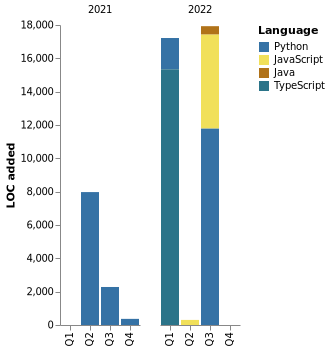 2021
2022
Language
Python
JavaScript
Java
TypeScript
LOC added
18,000
16,000
14,000
12,000
10,000
8,000
6,000
4,000
2,000
0
Q1
Q2
Q3
Q4
Q1
Q2
Q3
Q4